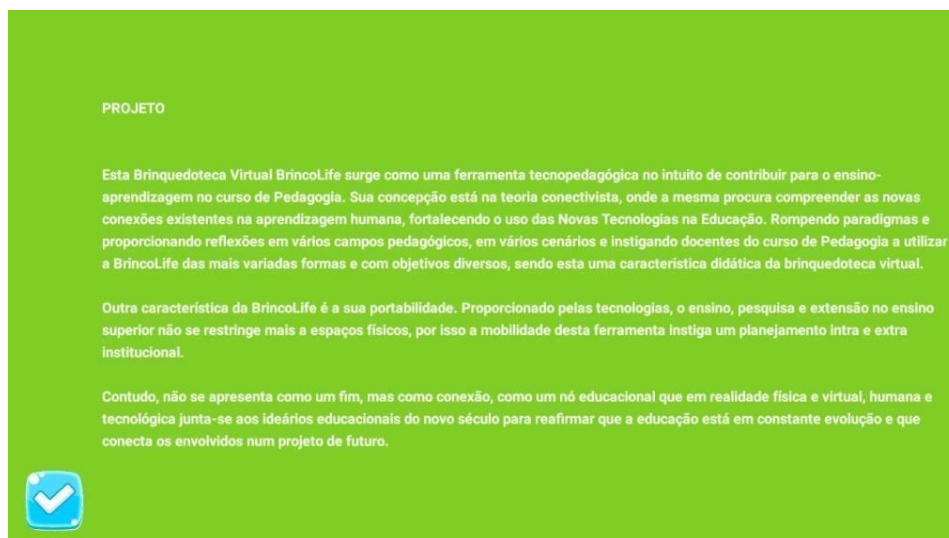 PROJETO
Esta Brinquedoteca Virtual BrincoLife surge como uma ferramenta tecnopedagógica no intuito de contribuir para o ensino-
aprendizagem no curso de Pedagogia. Sua concepção está na teoria conectivista, onde a mesma procura compreender as novas
conexões existentes na aprendizagem humana, fortalecendo o uso das Novas Tecnologias na Educação. Rompendo paradigmas e
proporcionando reflexões em vários campos pedagógicos, em vários cenários e instigando docentes do curso de Pedagogia a utilizar
a BrincoLife das mais variadas formas e com objetivos diversos, sendo esta uma característica didática da brinquedoteca virtual.
Outra característica da BrincoLife é a sua portabilidade. Proporcionado pelas tecnologias, o ensino, pesquisa e extensão no ensino
superior não se restringe mais a espaços físicos, por isso a mobilidade desta ferramenta instiga um planejamento intra e extra
institucional.
Contudo, não se apresenta como um fim, mas como conexão, como um nó educacional que em realidade física e virtual, humana e
tecnológica junta-se aos ideários educacionais do novo século para reafirmar que a educação está em constante evolução e que
conecta os envolvidos num projeto de futuro.